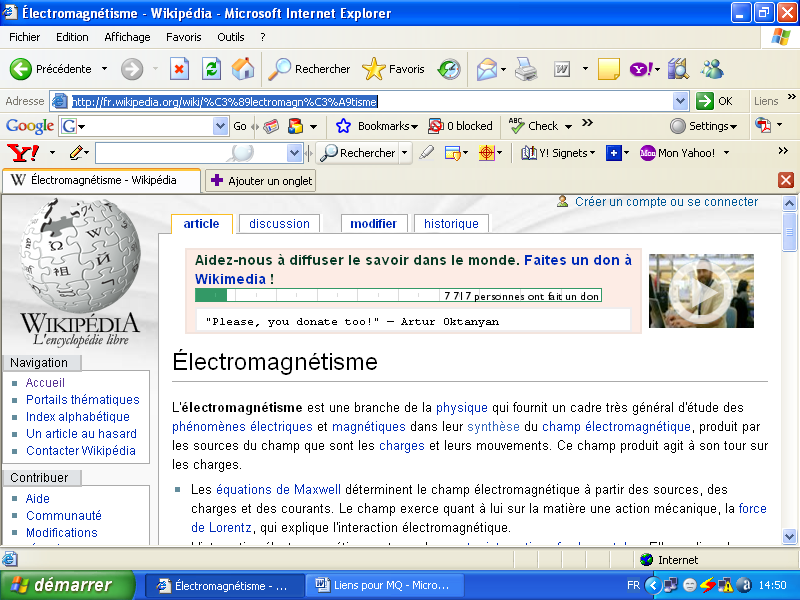 Électromagnétisme - Wikipédia - Microsoft Internet Explorer
Fichier Edition Affichage Favoris Outils ?
Précédente Rechercher Favoris
Adresse http://fr.wikipedia.org/wiki/%C3%89lectromagn%C3%A9tisme OK Liens »
Google G Go Bookmarks 0 blocked ABC Check » Settings
Y! Rechercher Y! Signets Mon Yahoo! »
W Électromagnétisme - Wikipédia Ajouter un onglet
Créer un compte ou se connecter
article discussion modifier historique
Aidez-nous à diffuser le savoir dans le monde. Faites un don à
Wikimedia !
7 717 personnes ont fait un don
"Please, you donate too!" — Artur Oktanyan
WIKIPÉDIA
L'encyclopédie libre
Électromagnétisme
L'électromagnétisme est une branche de la physique qui fournit un cadre très général d'étude des
phénomènes électriques et magnétiques dans leur synthèse du champ électromagnétique, produit par
les sources du champ que sont les charges et leurs mouvements. Ce champ produit agit à son tour sur
les charges.
Les équations de Maxwell déterminent le champ électromagnétique à partir des sources, des
charges et des courants. Le champ exerce quant à lui sur la matière une action mécanique, la force
de Lorentz, qui explique l'interaction électromagnétique.
Navigation
Accueil
Portails thématiques
Index alphabétique
Un article au hasard
Contacter Wikipédia
Contribuer
Aide
Communauté
Modifications
Internet
démarrer Électromagnétisme - ... Liens pour MQ - Micro... FR 14:50